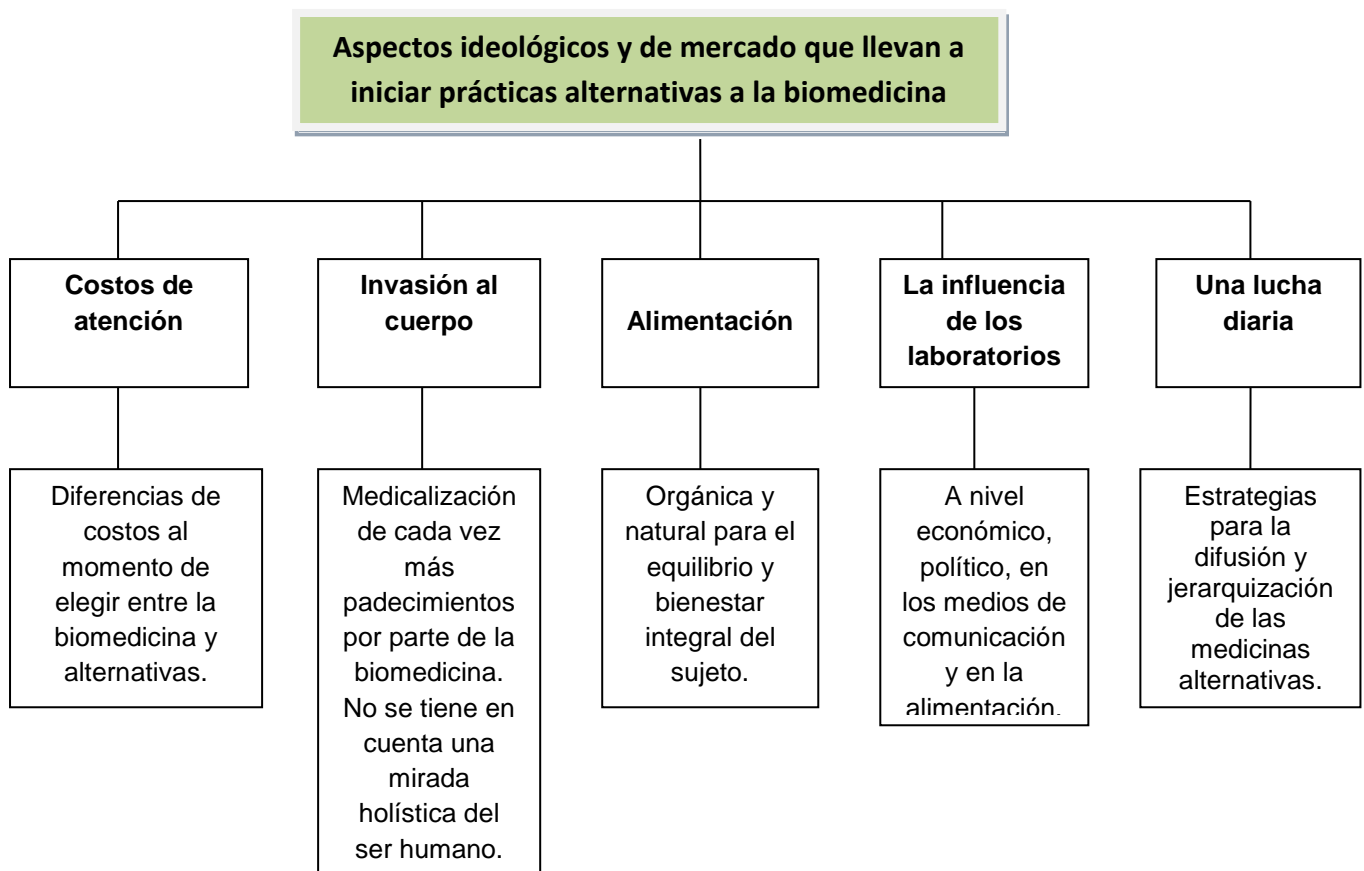 Aspectos ideológicos y de mercado que llevan a
iniciar prácticas alternativas a la biomedicina
Costos de
atención
Invasión al
cuerpo
Alimentación
La influencia
de los
laboratorios
Una lucha
diaria
Diferencias de
costos al
momento de
elegir entre la
biomedicina y
alternativas.
Medicalización
de cada vez
más
padecimientos
por parte de la
biomedicina.
No se tiene en
cuenta una
mirada
holística del
ser humano.
Orgánica y
natural para el
equilibrio y
bienestar
integral del
sujeto.
A nivel
económico,
político, en
los medios de
comunicación
y en la
alimentación.
Estrategias
para la
difusión y
jerarquización
de las
medicinas
alternativas.